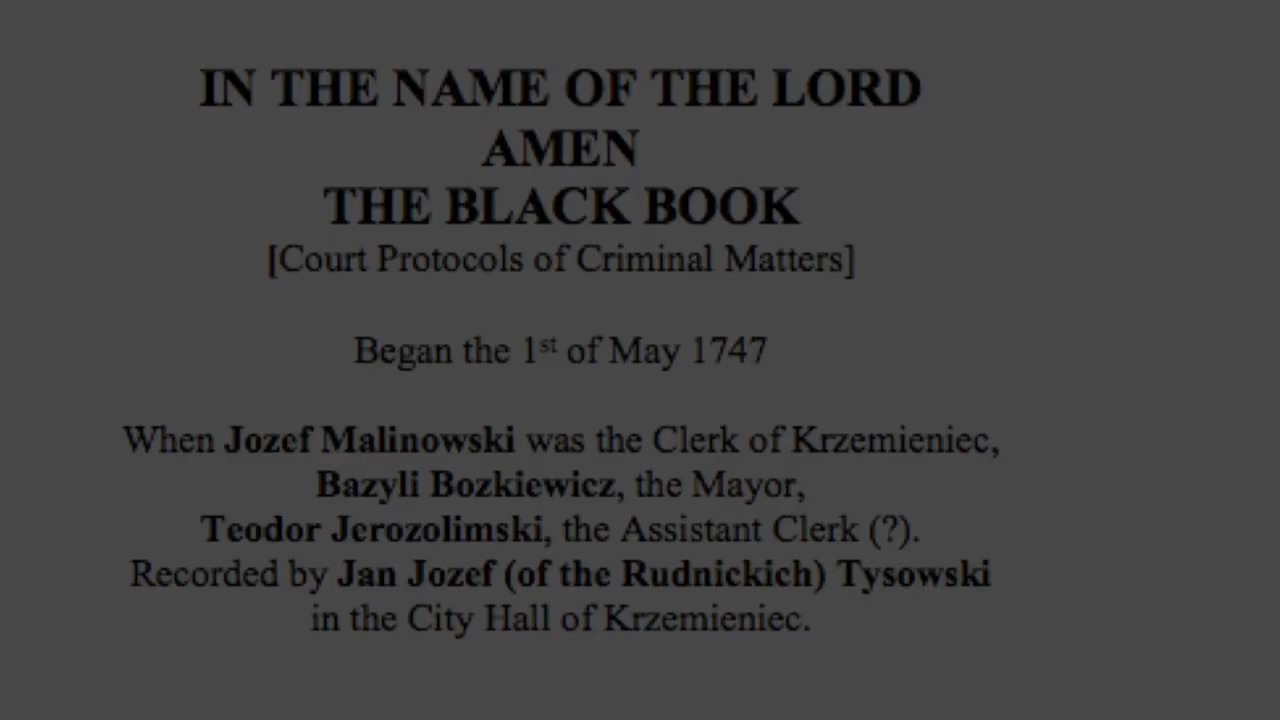 IN THE NAME OF THE LORD
AMEN
THE BLACK BOOK
[Court Protocols of Criminal Matters]
Began the 1st of May 1747
When Jozef Malinowski was the Clerk of Krzemieniec,
Bazyli Bozkiewicz, the Mayor,
Teodor Jerozolimski, the Assistant Clerk (?).
Recorded by Jan Jozef (of the Rudnickich) Tysowski
in the City Hall of Krzemieniec.